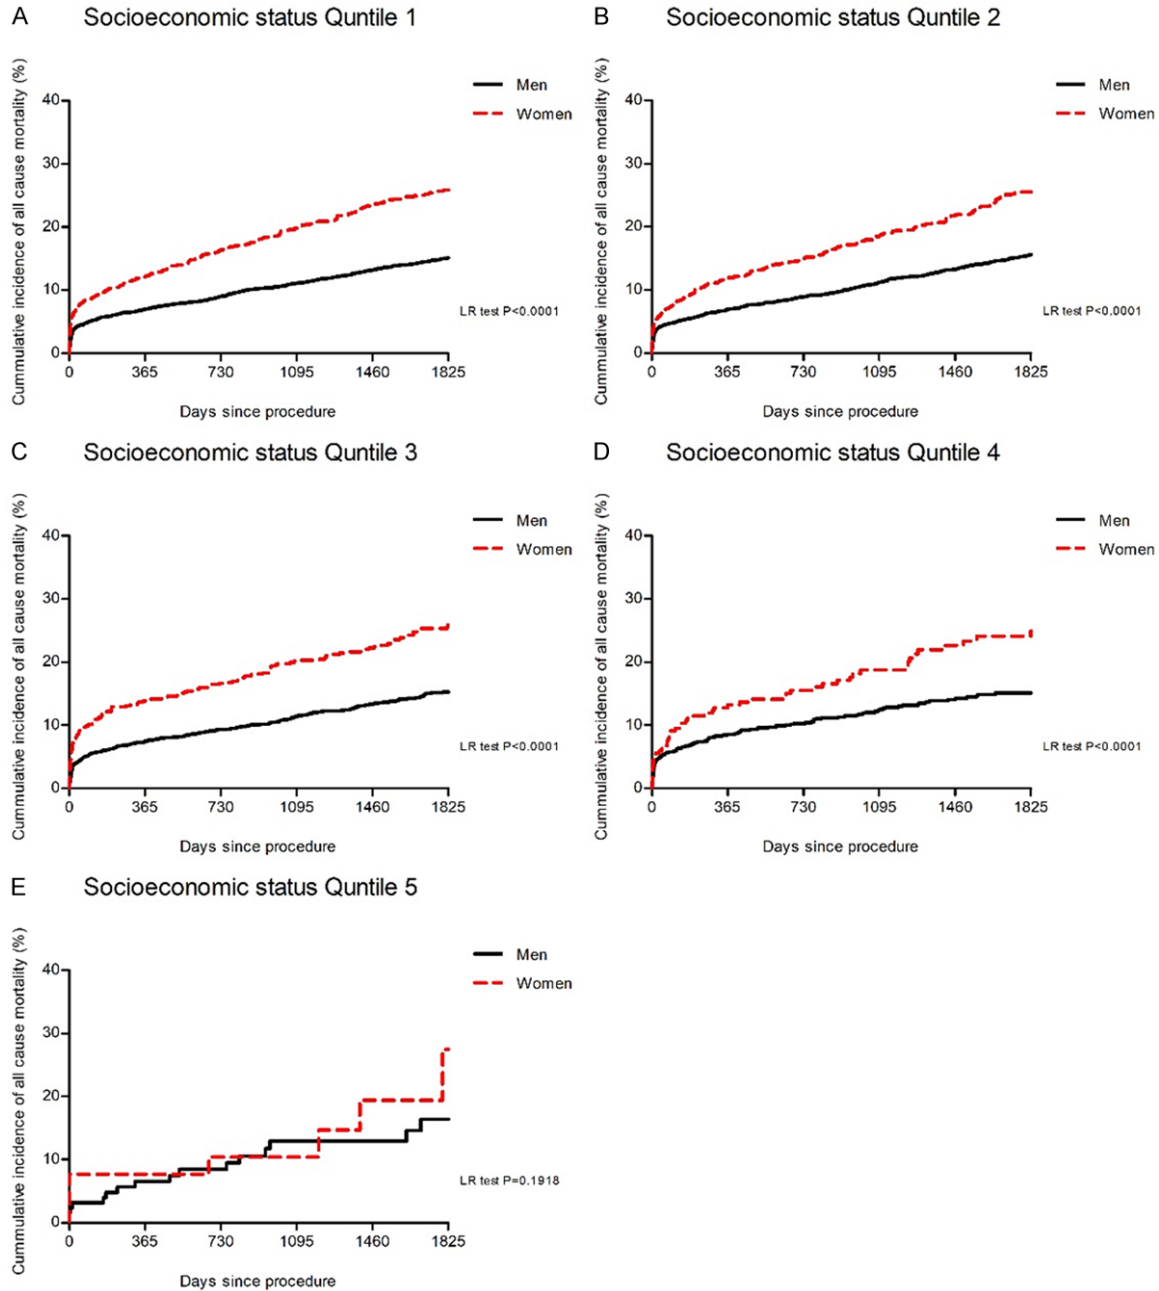 A
Socioeconomic status Quntile 1
Cummulative incidence of all cause mortality (%)
Men
Women
40
30
20
10
0
LR test P<0.0001
0 365 730 1095 1460 1825
Days since procedure
B
Socioeconomic status Quntile 2
Cummulative incidence of all cause mortality (%)
Men
Women
40
30
20
10
0
LR test P<0.0001
0 365 730 1095 1460 1825
Days since procedure
C
Socioeconomic status Quntile 3
Cummulative incidence of all cause mortality (%)
Men
Women
40
30
20
10
0
LR test P<0.0001
0 365 730 1095 1460 1825
Days since procedure
D
Socioeconomic status Quntile 4
Cummulative incidence of all cause mortality (%)
Men
Women
40
30
20
10
0
LR test P<0.0001
0 365 730 1095 1460 1825
Days since procedure
E
Socioeconomic status Quntile 5
Cummulative incidence of all cause mortality (%)
Men
Women
40
30
20
10
0
LR test P=0.1918
0 365 730 1095 1460 1825
Days since procedure